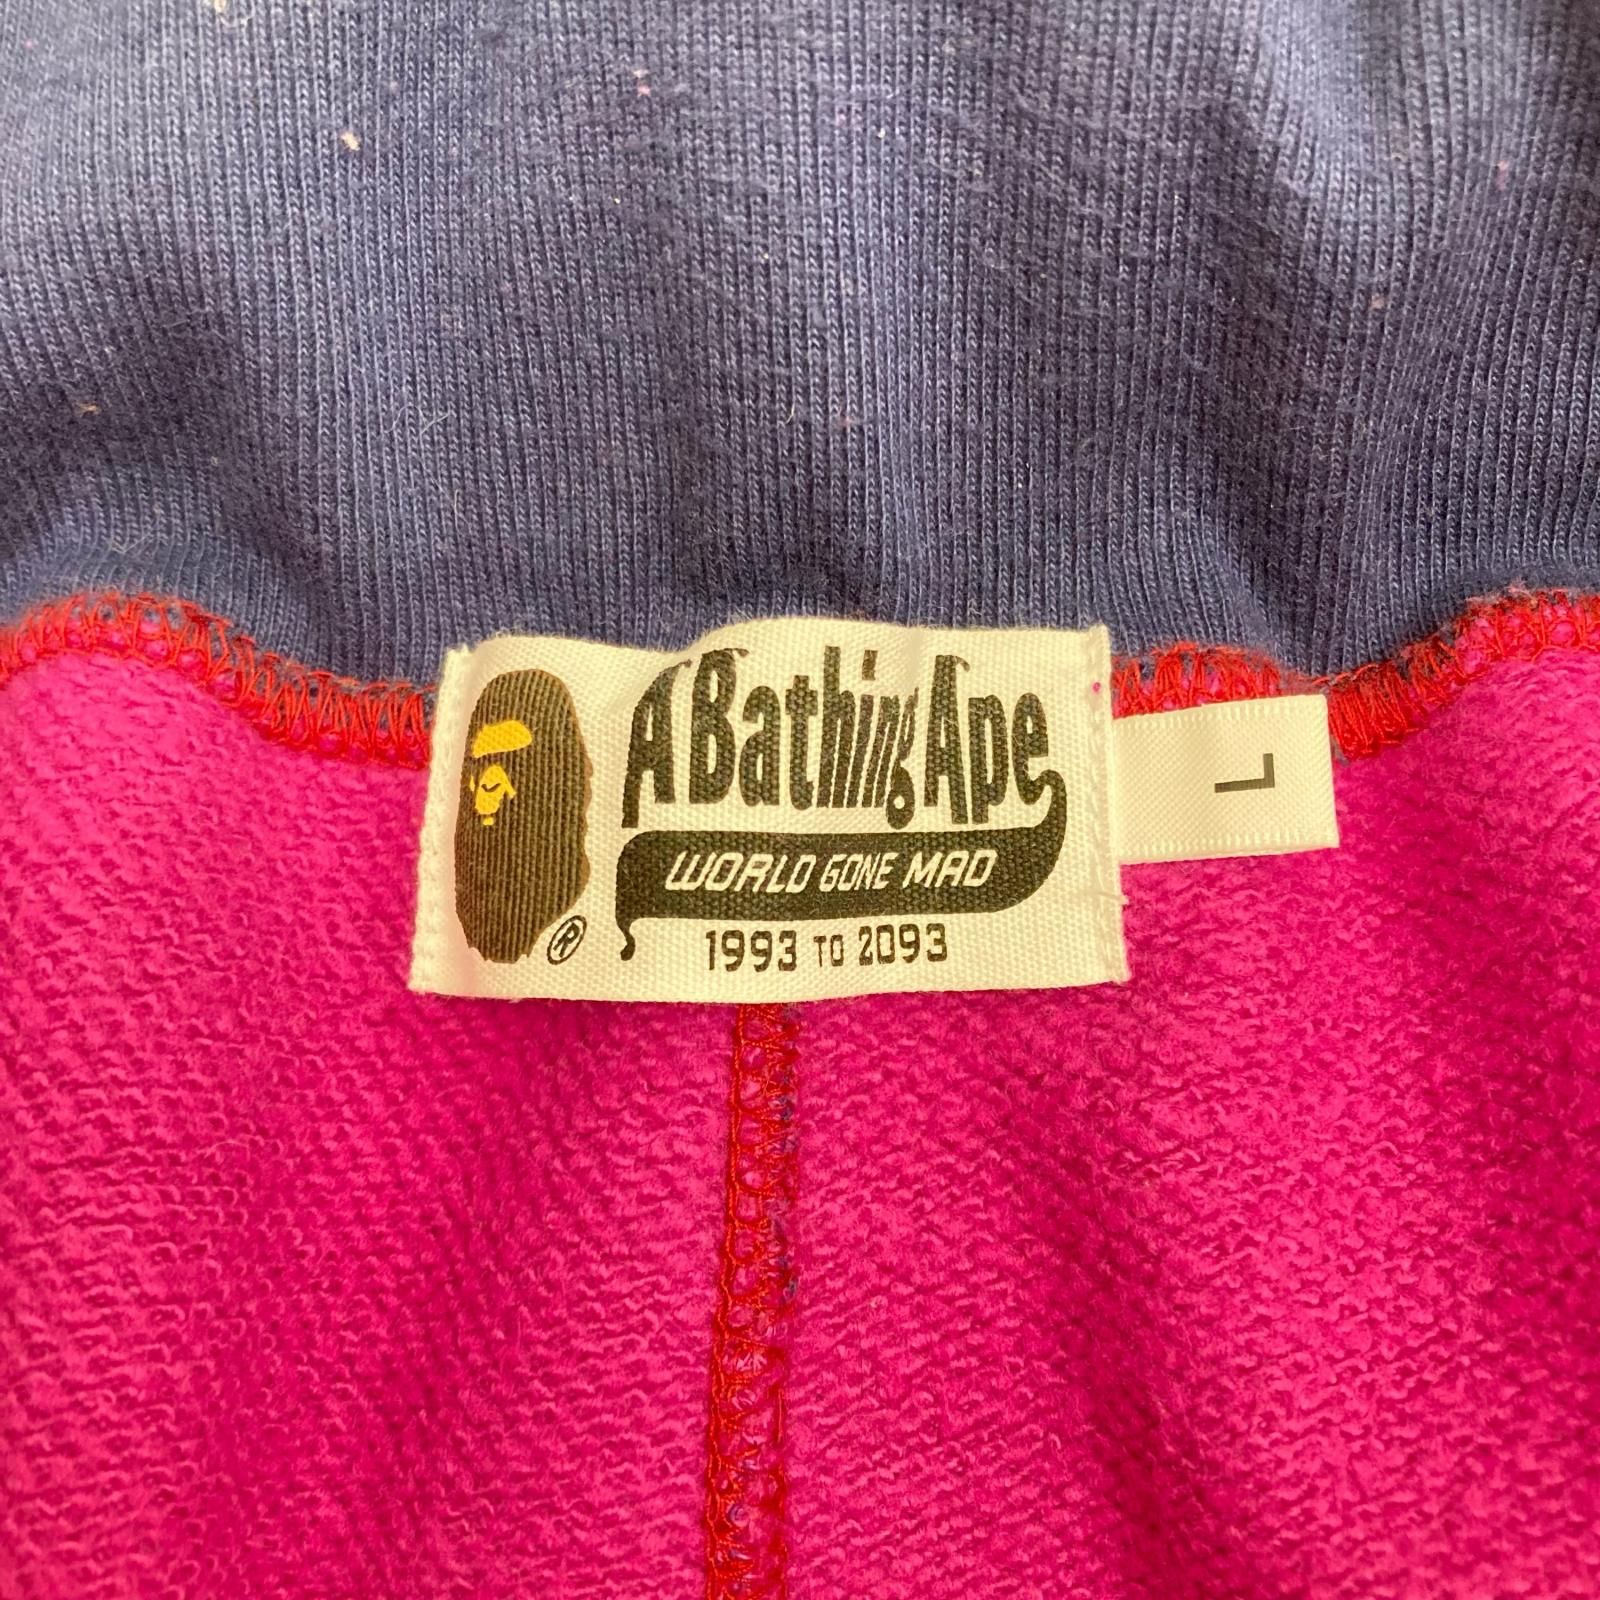 A Bathing Ape
WORLD GONE MAD
1993 TO 2093
®
L